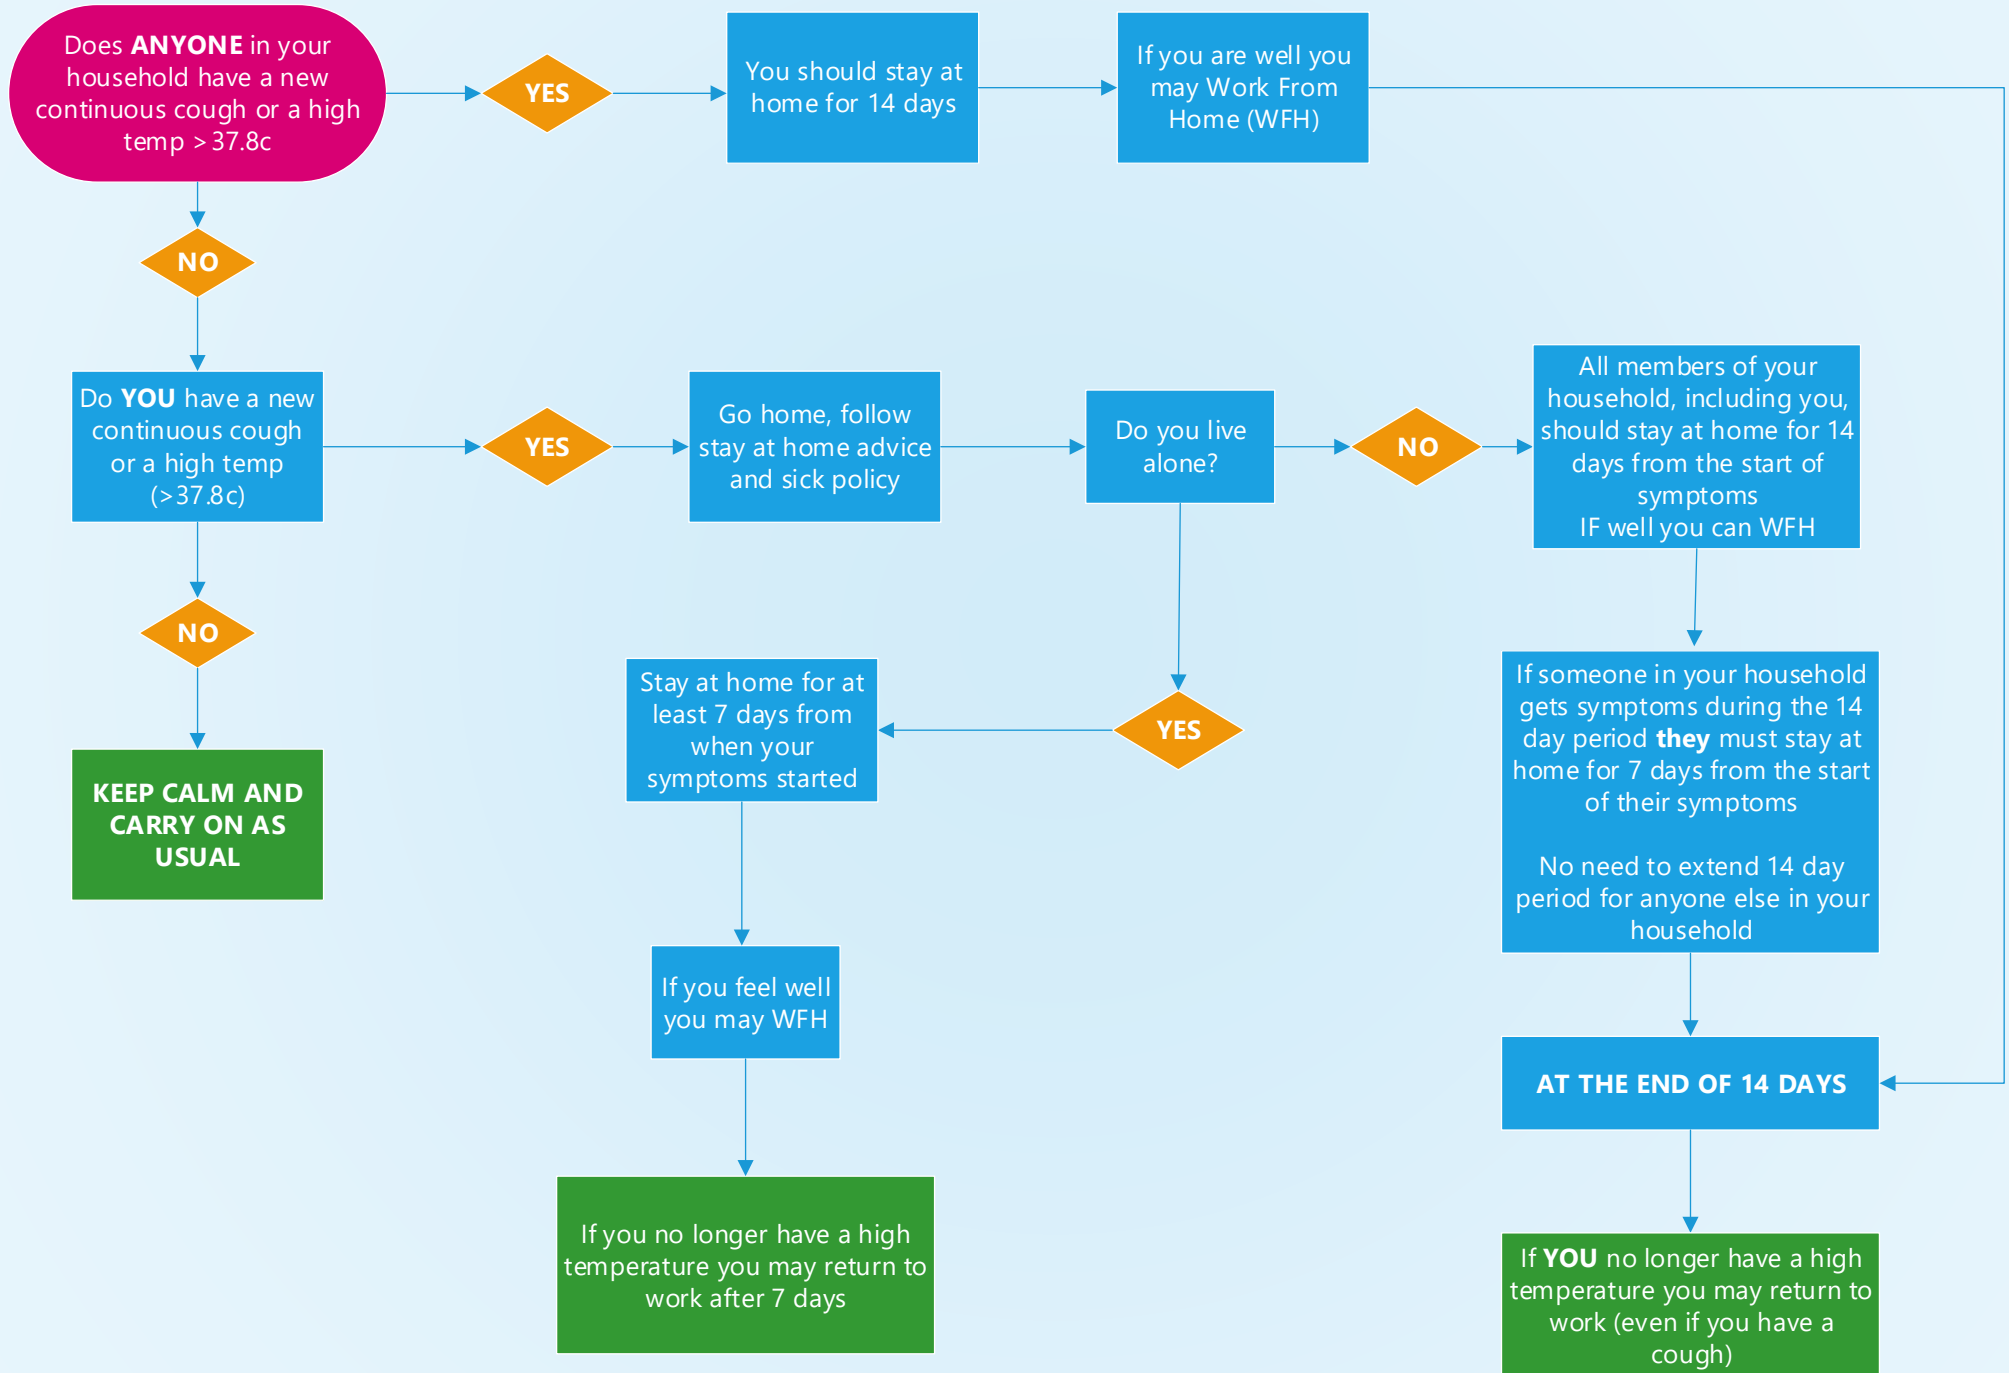 Does ANYONE in your
household have a new
continuous cough or a high
temp >37.8c
YES
You should stay at
home for 14 days
If you are well you
may Work From
Home (WFH)
NO
Do YOU have a new
continuous cough
or a high temp
(>37.8c)
YES
Go home, follow
stay at home advice
and sick policy
Do you live
alone?
NO
All members of your
household, including you,
should stay at home for 14
days from the start of
symptoms
IF well you can WFH
NO
KEEP CALM AND
CARRY ON AS
USUAL
YES
Stay at home for at
least 7 days from
when your
symptoms started
If you feel well
you may WFH
If you no longer have a high
temperature you may return to
work after 7 days
If someone in your household
gets symptoms during the 14
day period they must stay at
home for 7 days from the start
of their symptoms
No need to extend 14 day
period for anyone else in your
household
AT THE END OF 14 DAYS
If YOU no longer have a high
temperature you may return to
work (even if you have a
cough)